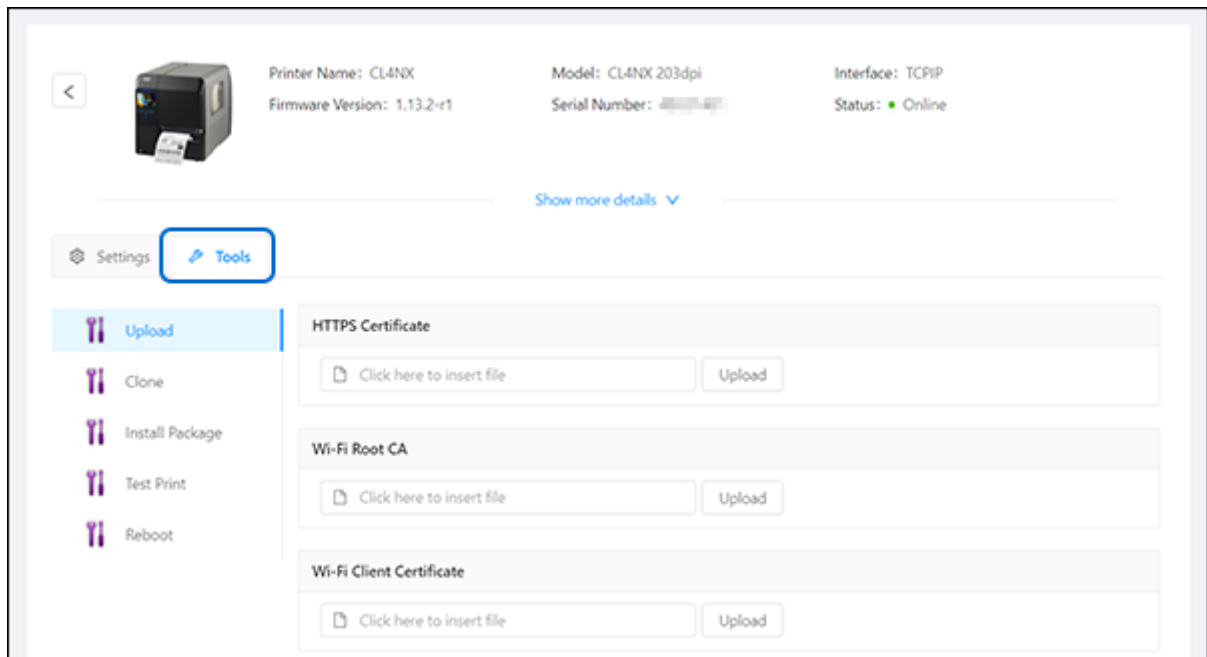 Printer Name: CL4NX Model: CL4NX 203dpi Interface: TCPIP
Firmware Version: 1.13.2-r1 Serial Number: Status: Online
Show more details
Settings Tools
Upload
Clone
Install Package
Test Print
Reboot
HTTPS Certificate
Click here to insert file Upload
Wi-Fi Root CA
Click here to insert file Upload
Wi-Fi Client Certificate
Click here to insert file Upload